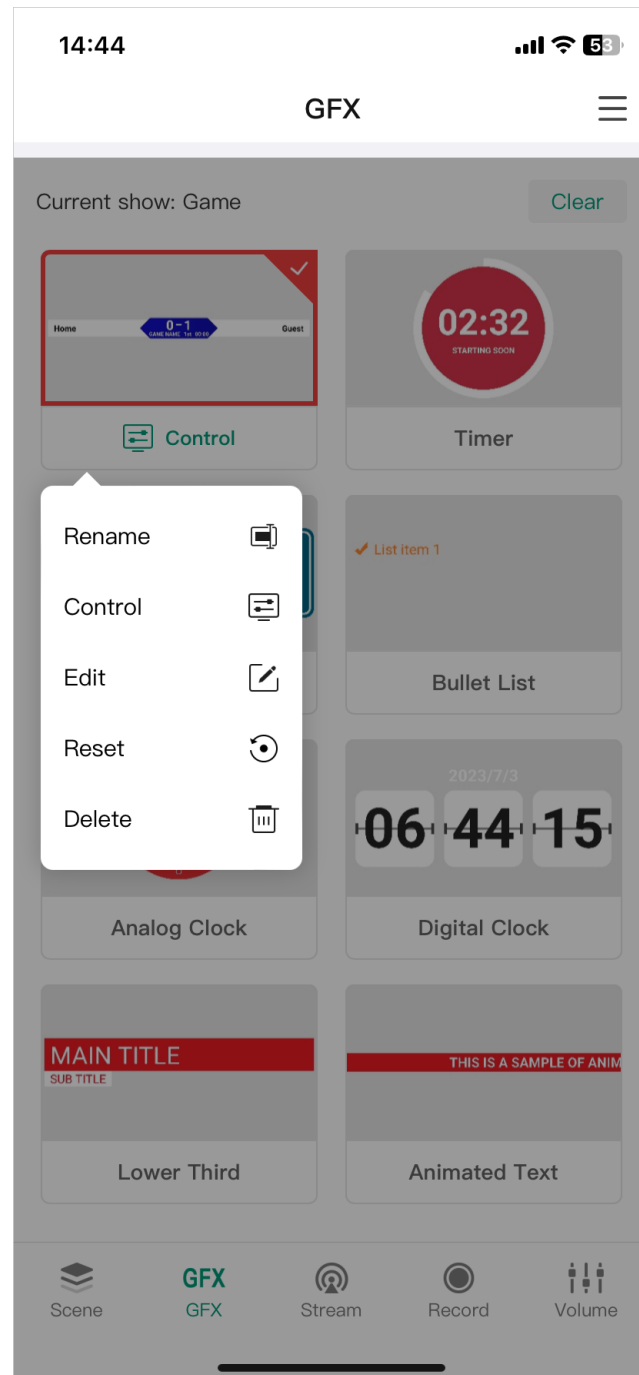 14:44
53
GFX
Current show: Game
Clear
Home
0-1
GAME NAME 1st 00:00
Guest
02:32
STARTING SOON
Control
Timer
Rename
Control
Edit
Reset
Delete
List item 1
Bullet List
2023/7/3
06 44 15
Analog Clock
Digital Clock
MAIN TITLE
SUB TITLE
THIS IS A SAMPLE OF ANIM
Lower Third
Animated Text
GFX
Scene
GFX
Stream
Record
Volume